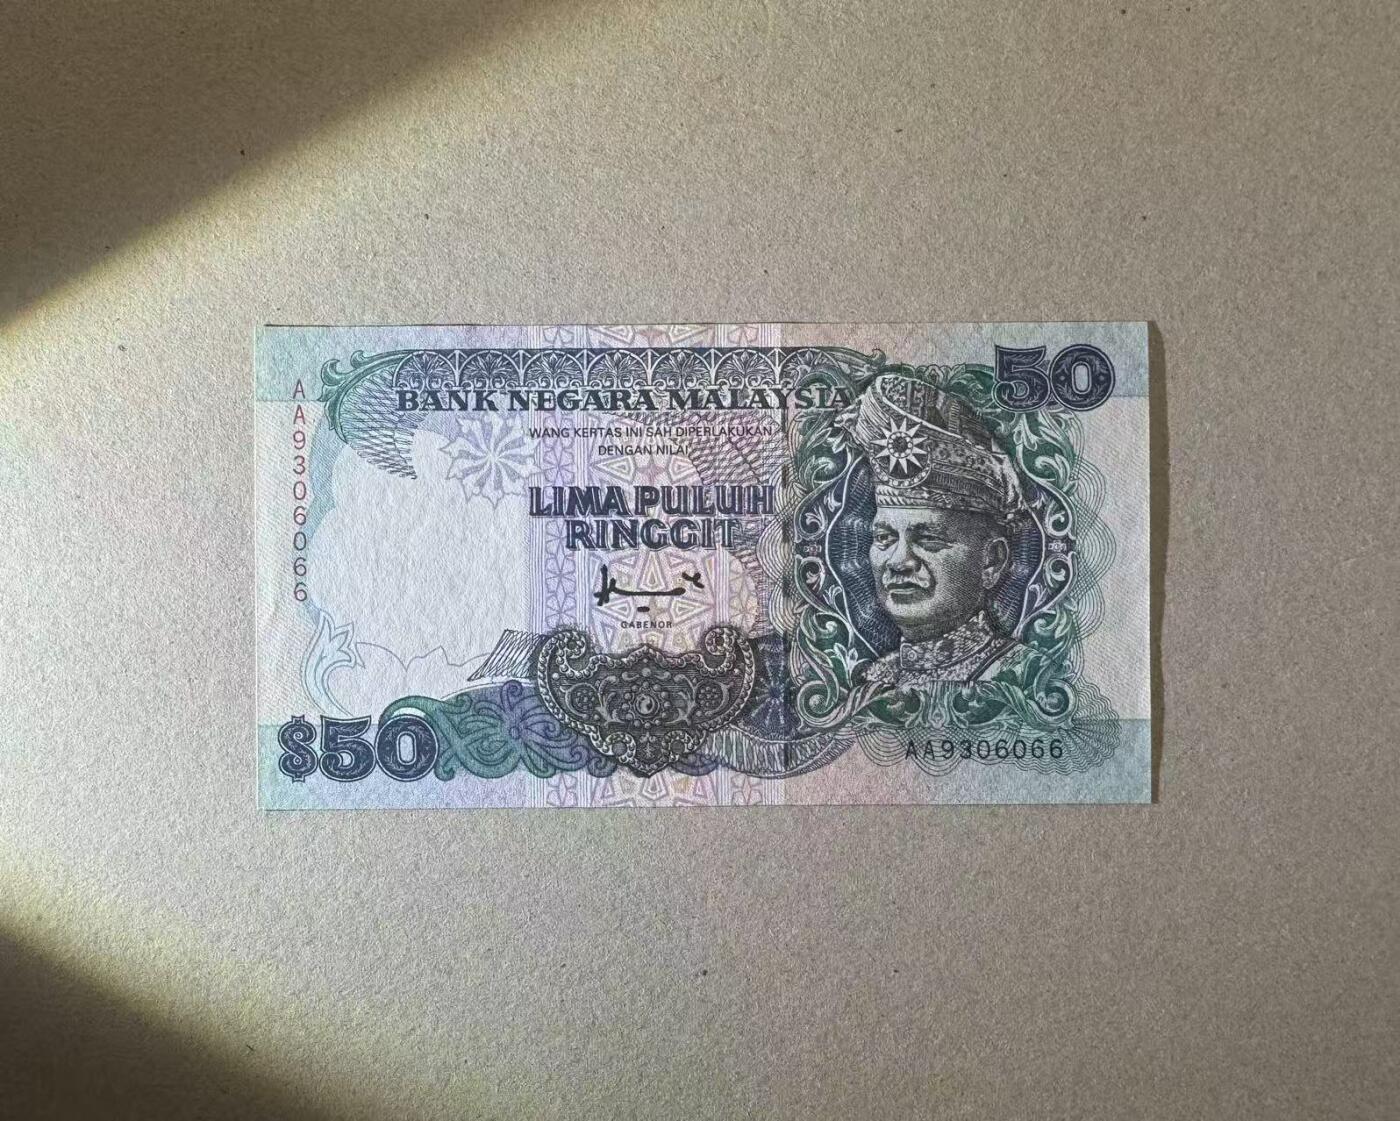 50
BANK NEGARA MALAYSIA
WANG KERTAS INI SAH DIPERLAKUKAN
DENGAN NILAI
LIMA PULUH
RINGGIT
GABENOR
AA9306066
$50
AA9306066